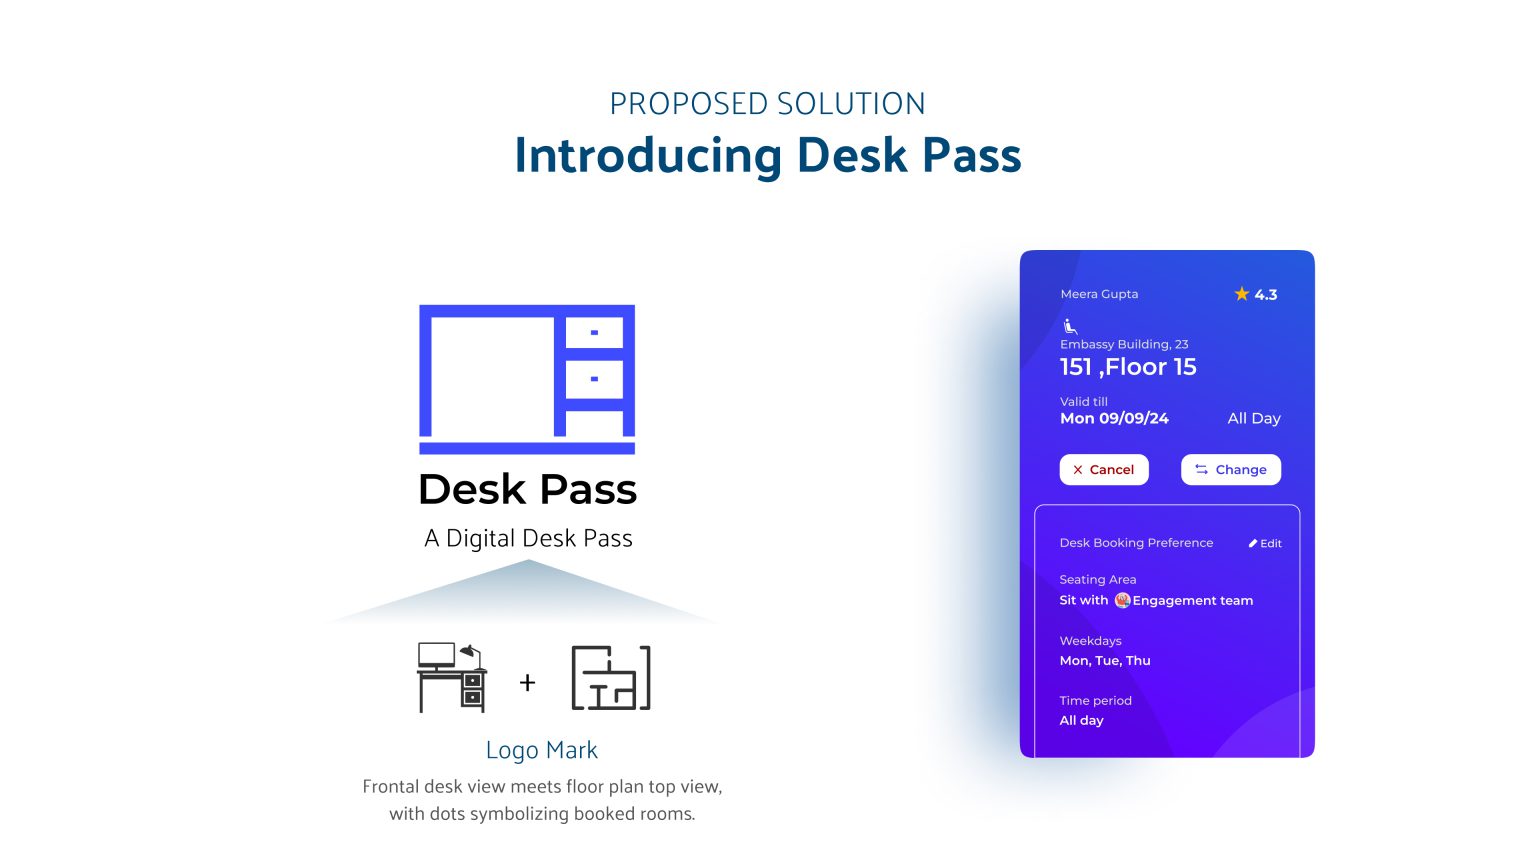 PROPOSED SOLUTION
Introducing Desk Pass
Desk Pass
A Digital Desk Pass
+
Logo Mark
Frontal desk view meets floor plan top view,
with dots symbolizing booked rooms.
Meera Gupta
4.3
Embassy Building, 23
151 ,Floor 15
Valid till
Mon 09/09/24 All Day
Cancel Change
Desk Booking Preference Edit
Seating Area
Sit with Engagement team
Weekdays
Mon, Tue, Thu
Time period
All day